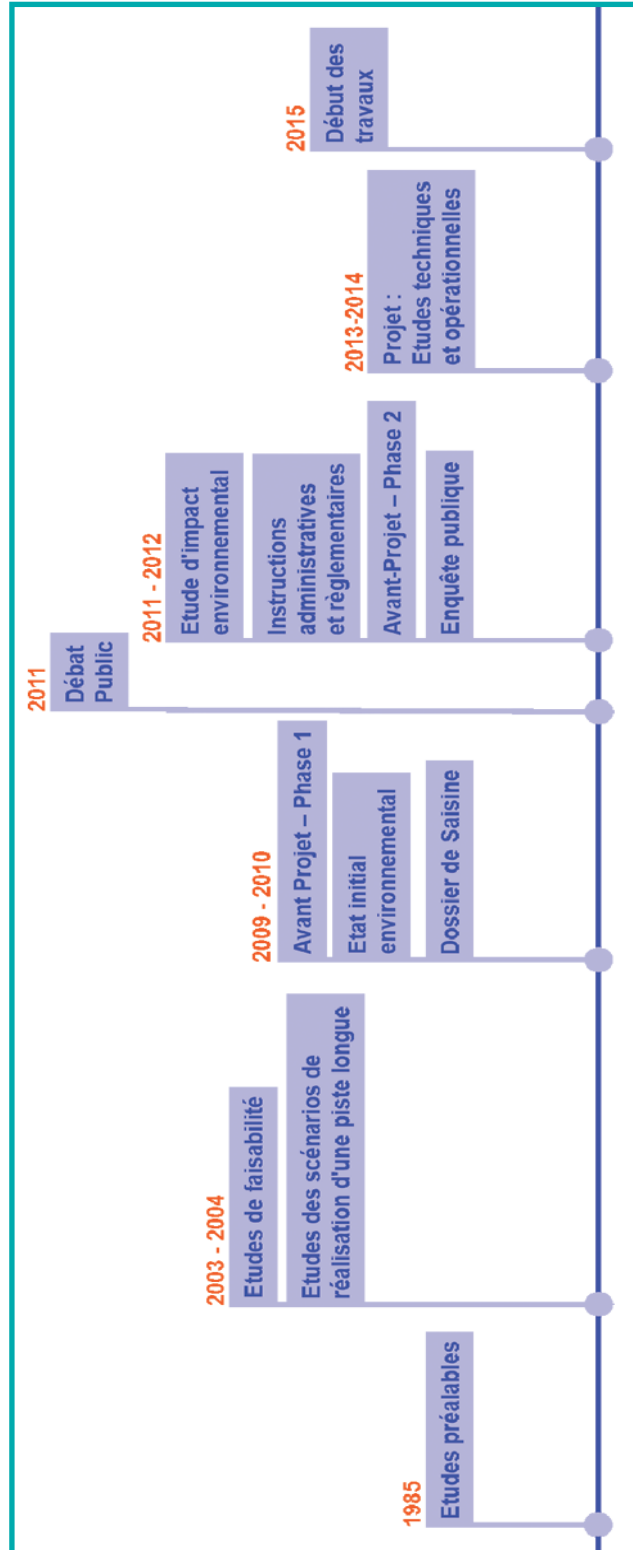 1985
Etudes préalables
2003 - 2004
Etudes de faisabilité
Etudes des scénarios de
réalisation d'une piste longue
2009 - 2010
Avant Projet – Phase 1
Etat initial
environnemental
Dossier de Saisine
2011
Débat
Public
2011 - 2012
Etude d'impact
environnemental
Instructions
administratives
et règlementaires
Avant-Projet – Phase 2
Enquête publique
2013-2014
Projet :
Etudes techniques
et opérationnelles
2015
Début des
travaux